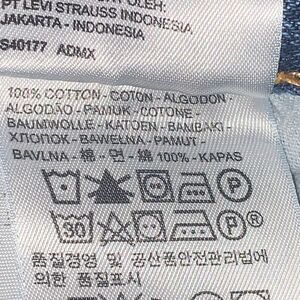 OLEH:
PT LEVI STRAUSS INDONESIA
JAKARTA - INDONESIA
S40177 ADMX
100% COTTON - COTON - ALGODON
ALGODÃO - PAMUK - COTONE -
BAUMWOLLE - KATOEN - BAMBAKI -
ХЛОПОК - BAWEŁNA - PAMUT -
BAVLNA - 棉 - 면 - 綿 100% - KAPAS
P
30 P
품질경영 및 공산품안전관리법에
의한 품질표시